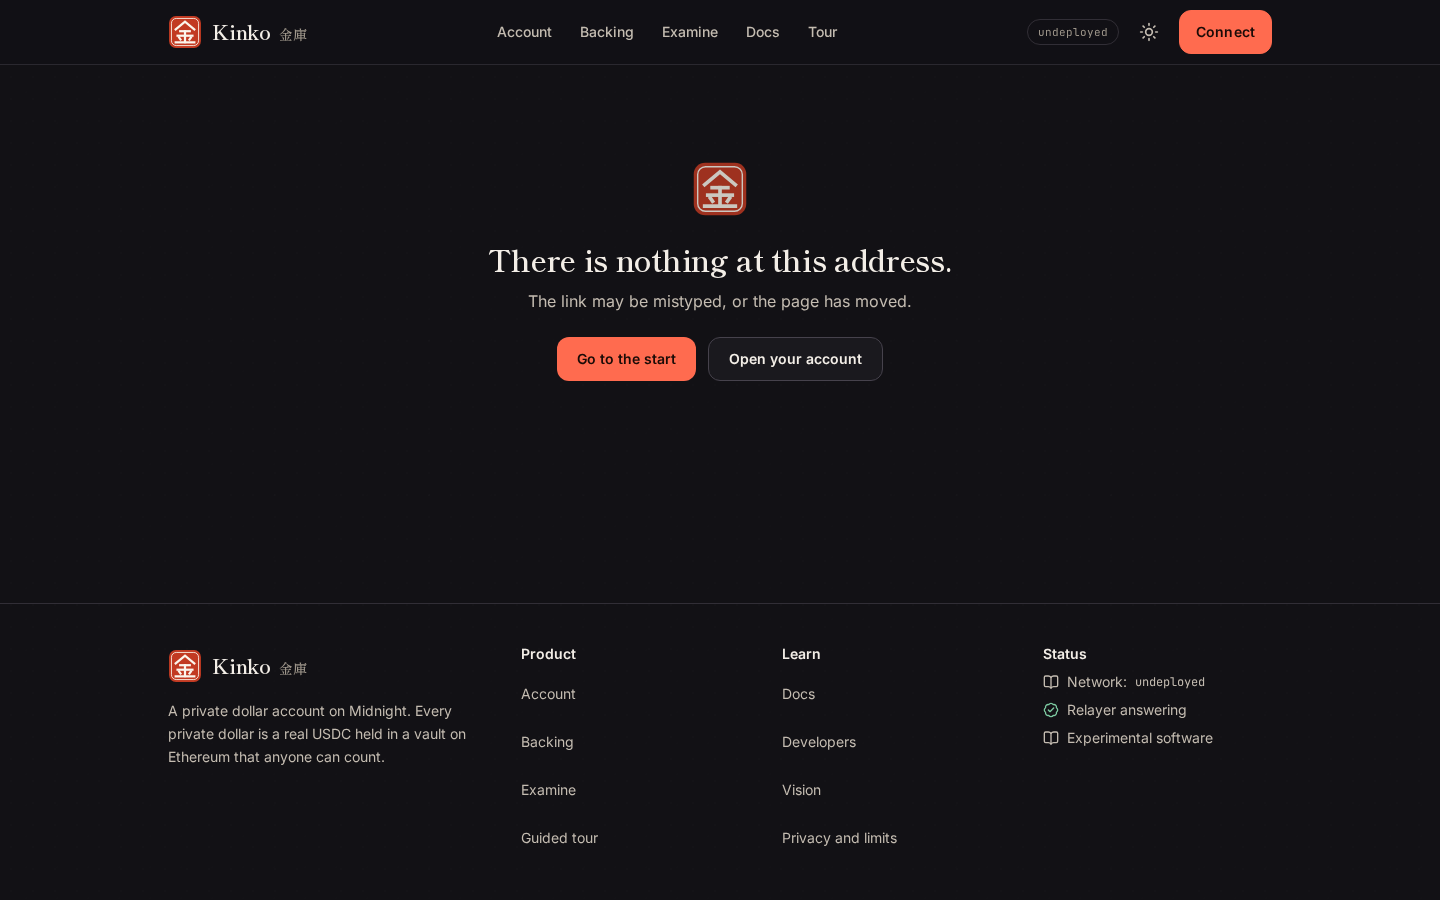 金 Kinko 金庫
Account
Backing
Examine
Docs
Tour
undeployed
Connect
金
There is nothing at this address.
The link may be mistyped, or the page has moved.
Go to the start
Open your account
金 Kinko 金庫
A private dollar account on Midnight. Every
private dollar is a real USDC held in a vault on
Ethereum that anyone can count.
Product
Account
Backing
Examine
Guided tour
Learn
Docs
Developers
Vision
Privacy and limits
Status
Network: undeployed
Relayer answering
Experimental software